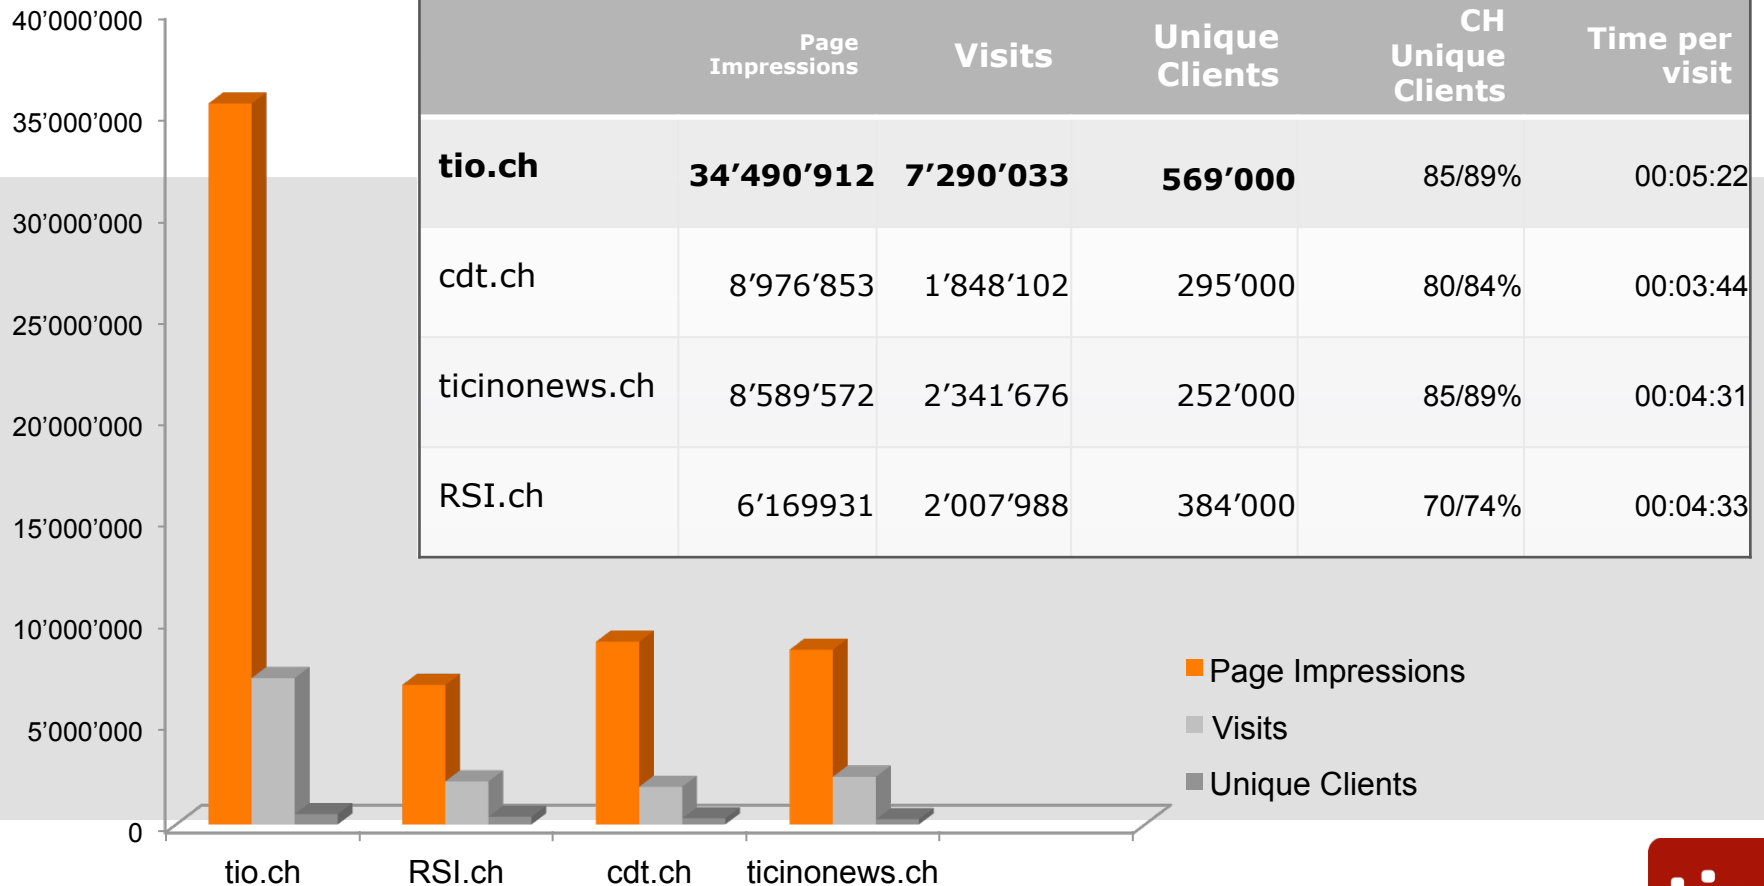 40’000’000
35’000’000
30’000’000
25’000’000
20’000’000
15’000’000
10’000’000
5’000’000
0
tio.ch RSI.ch cdt.ch ticinonews.ch
Page
Impressions
Visits
Unique
Clients
CH
Unique
Clients
Time per
visit
tio.ch 34’490’912 7’290’033 569’000 85/89% 00:05:22
cdt.ch 8’976’853 1’848’102 295’000 80/84% 00:03:44
ticinonews.ch 8’589’572 2’341’676 252’000 85/89% 00:04:31
RSI.ch 6’169931 2’007’988 384’000 70/74% 00:04:33
Page Impressions
Visits
Unique Clients